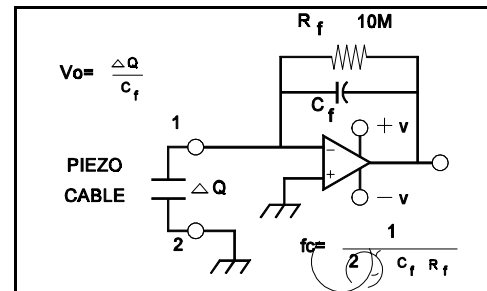 R f 10M
Vo= △Q
C f
C f
1
+ v
−
+
PIEZO
CABLE
△Q
− v
2
fc= 1
2 C f R f